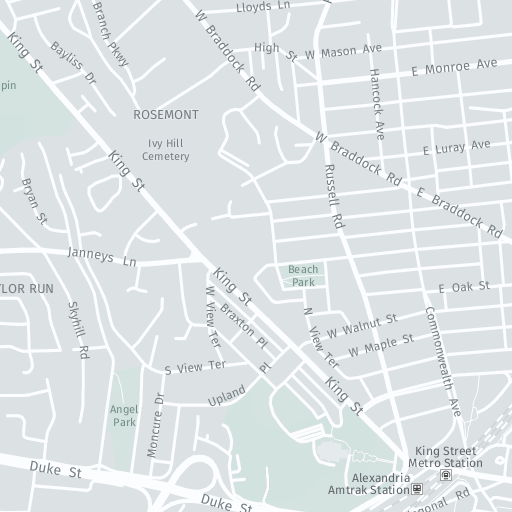 Lloyds Ln
Branch Pkwy
King St
Bayliss Dr
W Braddock Rd
High St
W Mason Ave
E Monroe Ave
Hancock Ave
pin
ROSEMONT
Ivy Hill
Cemetery
W Braddock Rd
E Luray Ave
King St
Bryan St
Russell Rd
E Braddock Rd
Janneys Ln
King St
Beach
Park
YLOR RUN
E Oak St
W View Ter
Braxton Pl
N View Ter
W Walnut St
Commonwealth Ave
Skyhill Rd
W Maple St
S View Ter
King St
Upland Pl
Angel
Park
Moncure Dr
King Street
Metro Station
Duke St
Alexandria
Amtrak Station
Duke St
agonal Rd